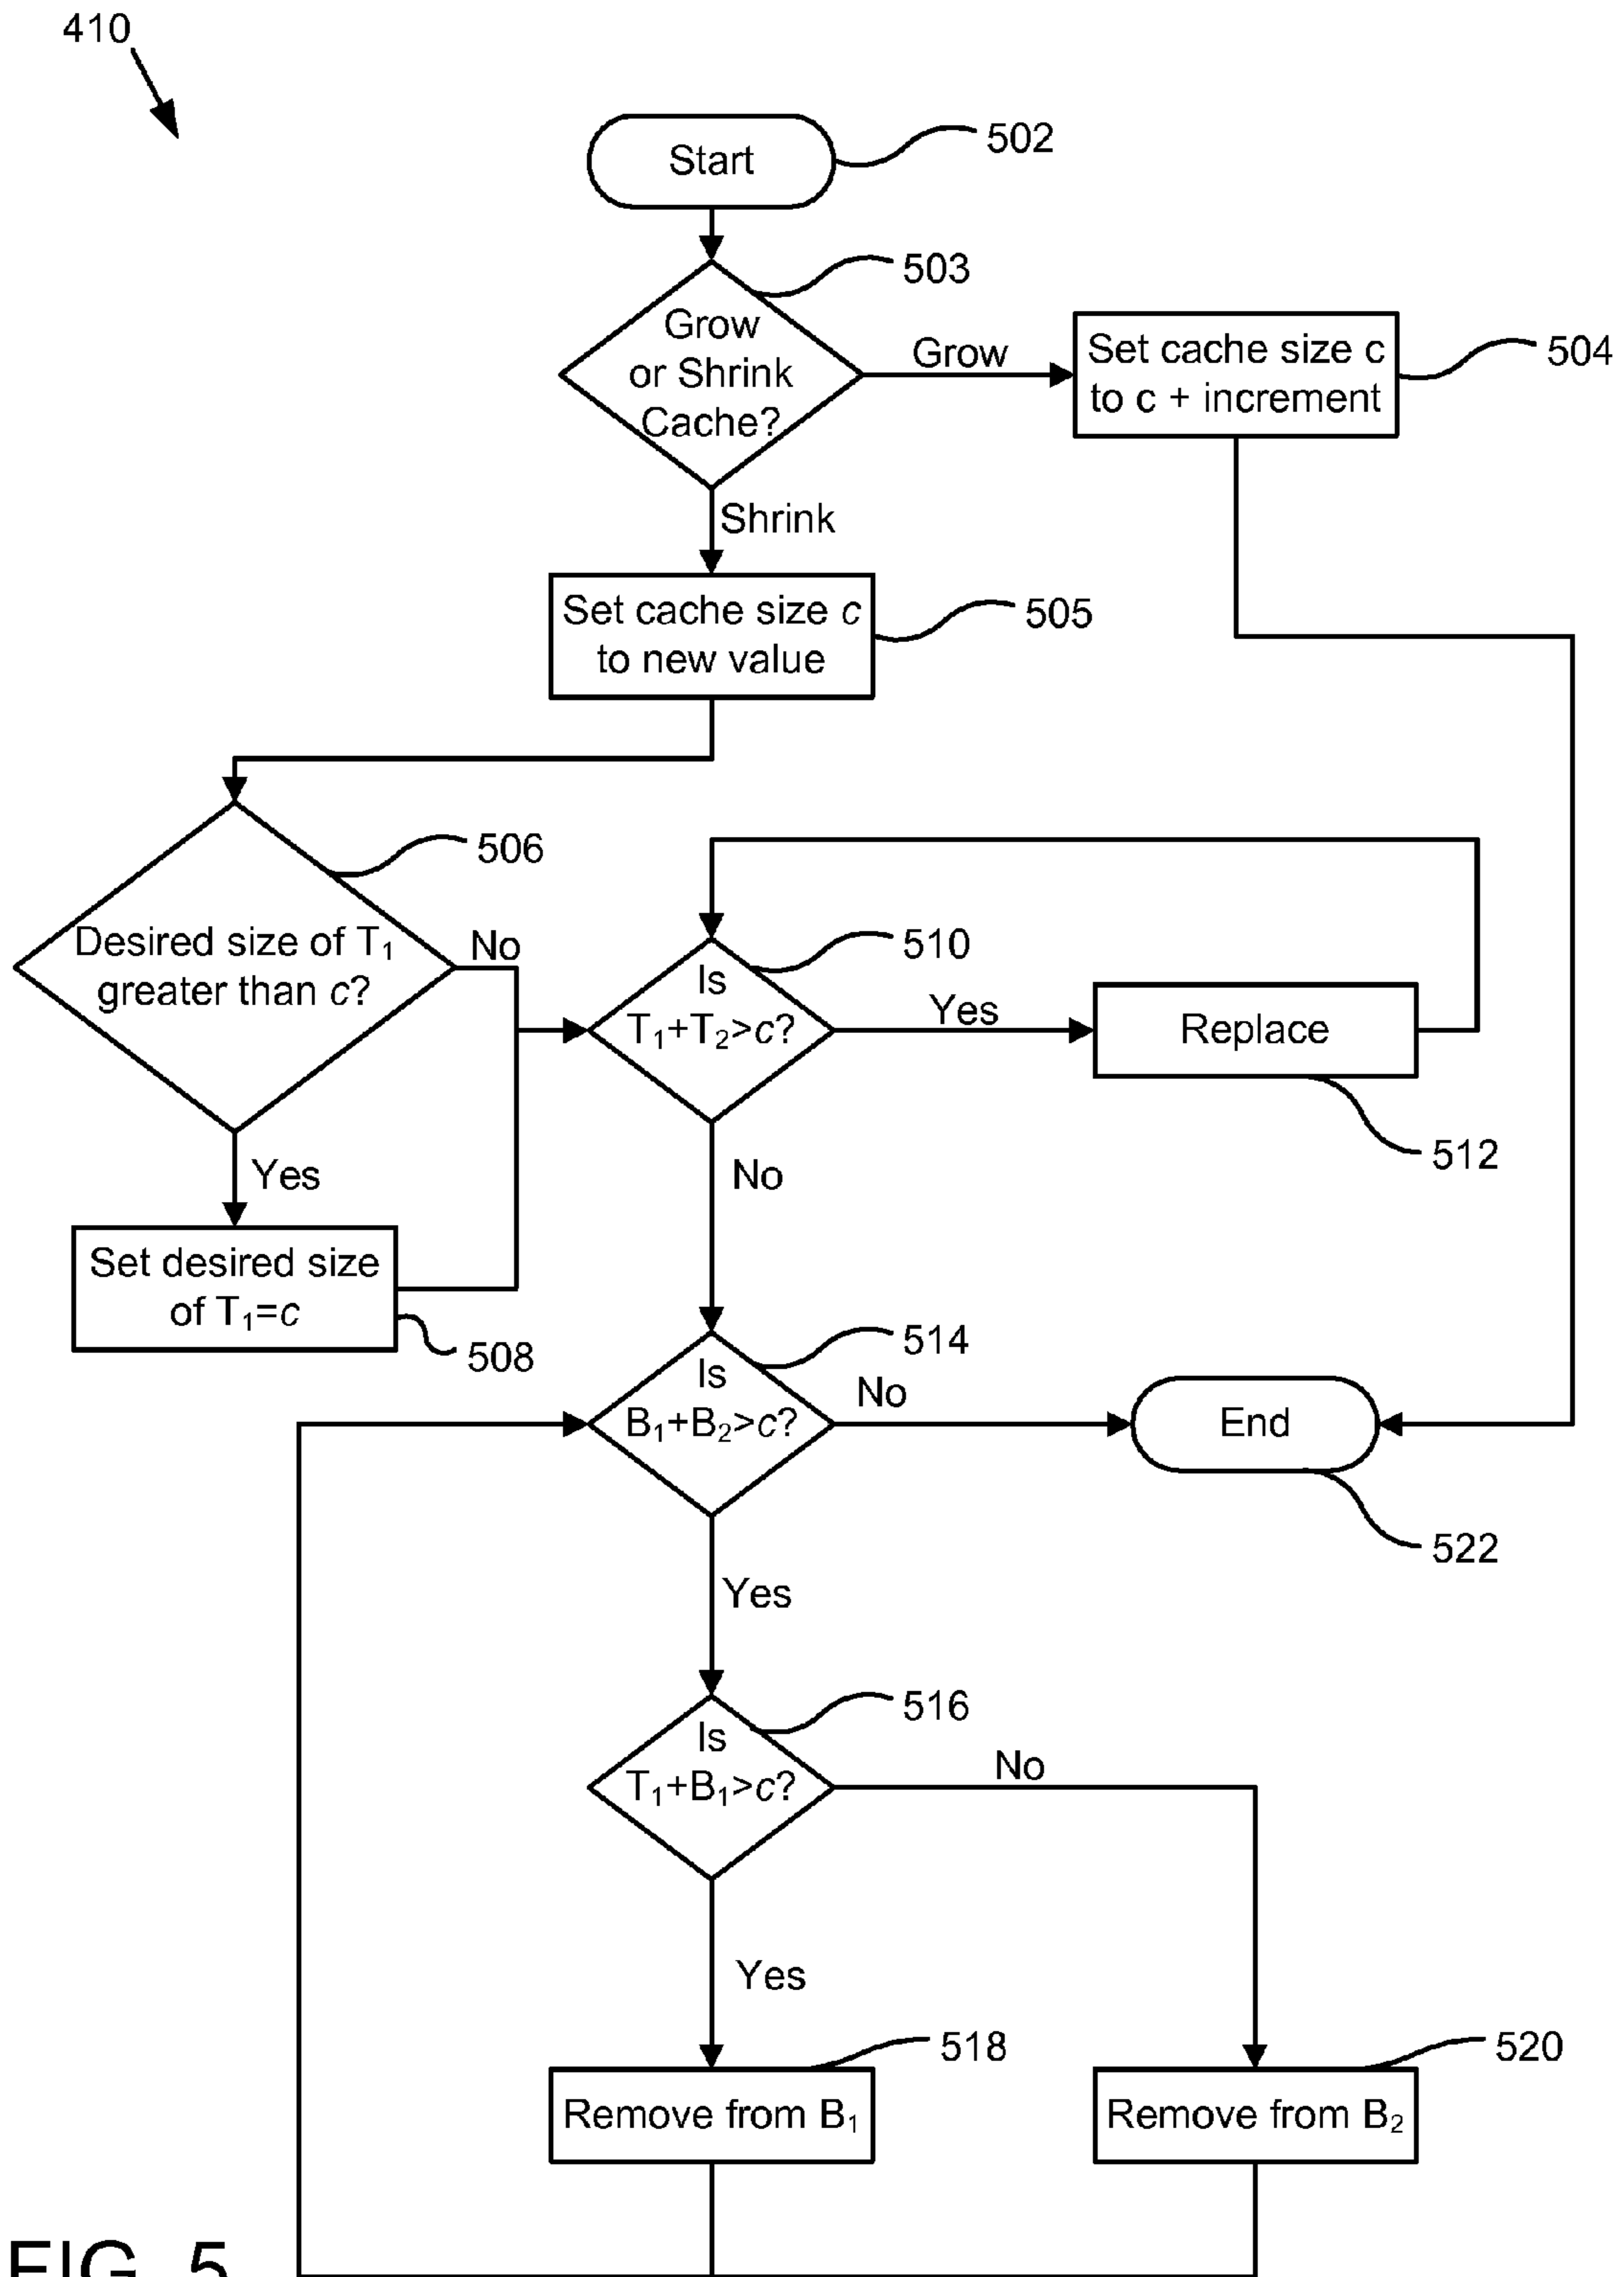 410
Start
502
503
Grow
or Shrink
Cache?
Grow
Set cache size c
to c + increment
504
Shrink
Set cache size c
to new value
505
506
Desired size of T₁
greater than c?
No
510
Is
T₁+T₂>c?
Yes
Replace
512
Yes
No
Set desired size
of T₁=c
508
514
Is
B₁+B₂>c?
No
End
522
Yes
516
Is
T₁+B₁>c?
No
Yes
518
520
Remove from B₁
Remove from B₂
FIG. 5